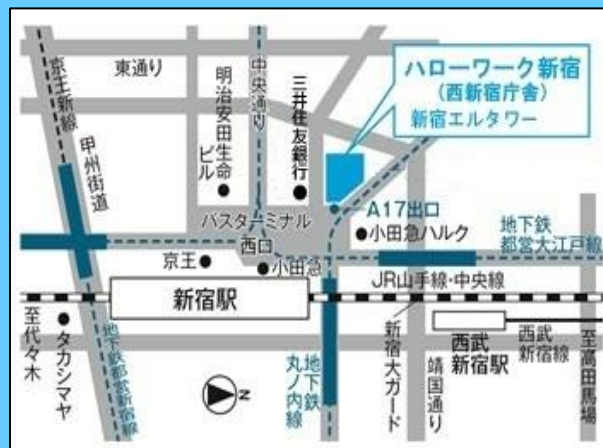 ハローワーク新宿
(西新宿庁舎)
新宿エルタワー
東通り
京王新線
甲州街道
明治安田生命
ビル
中央通り
三井住友銀行
A17出口
バスターミナル
小田急ハルク
地下鉄
都営大江戸線
西口
京王
小田急
JR山手線・中央線
新宿駅
至代々木
タカシマヤ
地下鉄都営新宿線
N
地下鉄
丸ノ内線
新宿大ガード
靖国通り
西武
新宿駅
西武
新宿線
至高田馬場